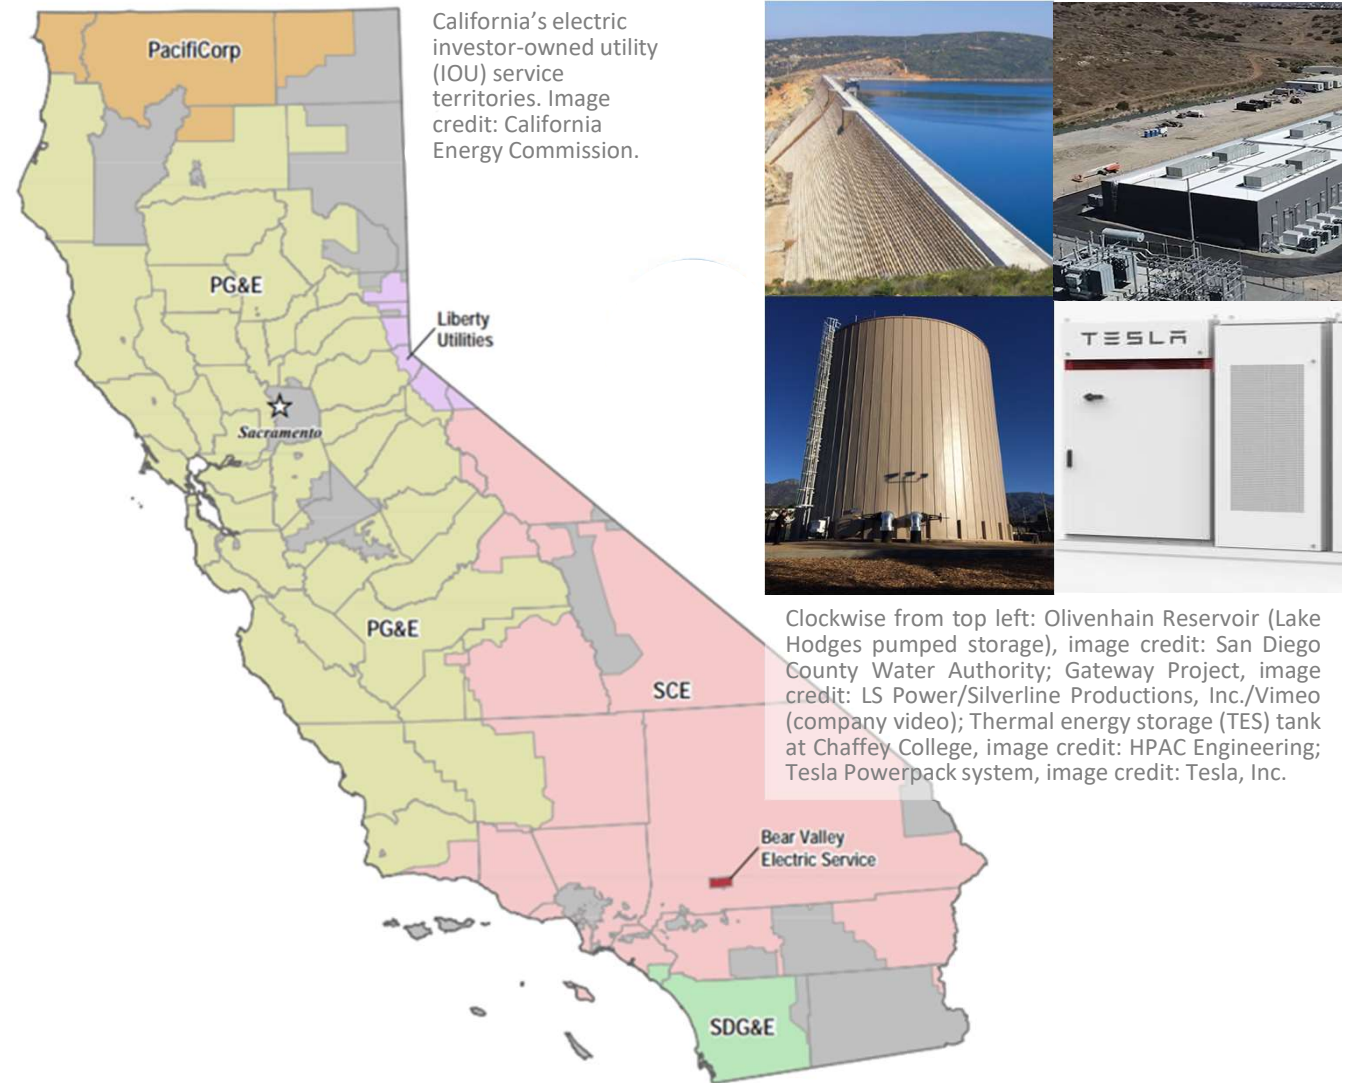 California's electric
investor-owned utility
(IOU) service
territories. Image
credit: California
Energy Commission.
PacifiCorp
PG&E
Liberty
Utilities
Sacramento
PG&E
SCE
Bear Valley
Electric Service
SDG&E
TESLA
Clockwise from top left: Olivenhain Reservoir (Lake
Hodges pumped storage), image credit: San Diego
County Water Authority; Gateway Project, image
credit: LS Power/Silverline Productions, Inc./Vimeo
(company video); Thermal energy storage (TES) tank
at Chaffey College, image credit: HPAC Engineering;
Tesla Powerpack system, image credit: Tesla, Inc.